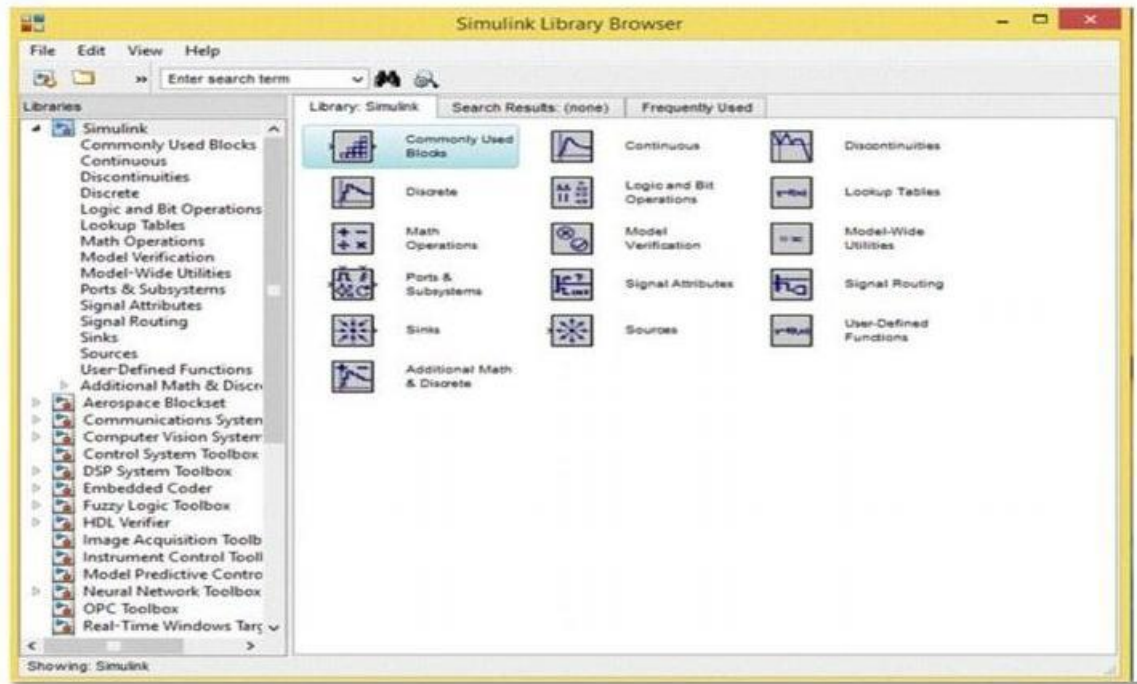 Simulink Library Browser
File Edit View Help
» Enter search term
Libraries
Library: Simulink Search Results: (none) Frequently Used
Simulink
Commonly Used Blocks
Continuous
Discontinuities
Discrete
Logic and Bit Operations
Lookup Tables
Math Operations
Model Verification
Model-Wide Utilities
Ports & Subsystems
Signal Attributes
Signal Routing
Sinks
Sources
User-Defined Functions
Additional Math & Discre
Aerospace Blockset
Communications System
Computer Vision System
Control System Toolbox
DSP System Toolbox
Embedded Coder
Fuzzy Logic Toolbox
HDL Verifier
Image Acquisition Toolb
Instrument Control Tooll
Model Predictive Contro
Neural Network Toolbox
OPC Toolbox
Real-Time Windows Targ
Commonly Used
Blocks
Continuous
Discontinuities
Discrete
Logic and Bit
Operations
Lookup Tables
Math
Operations
Model
Verification
Model-Wide
Utilities
Ports &
Subsystems
Signal Attributes
Signal Routing
Sinks
Sources
User-Defined
Functions
Additional Math
& Discrete
Showing: Simulink